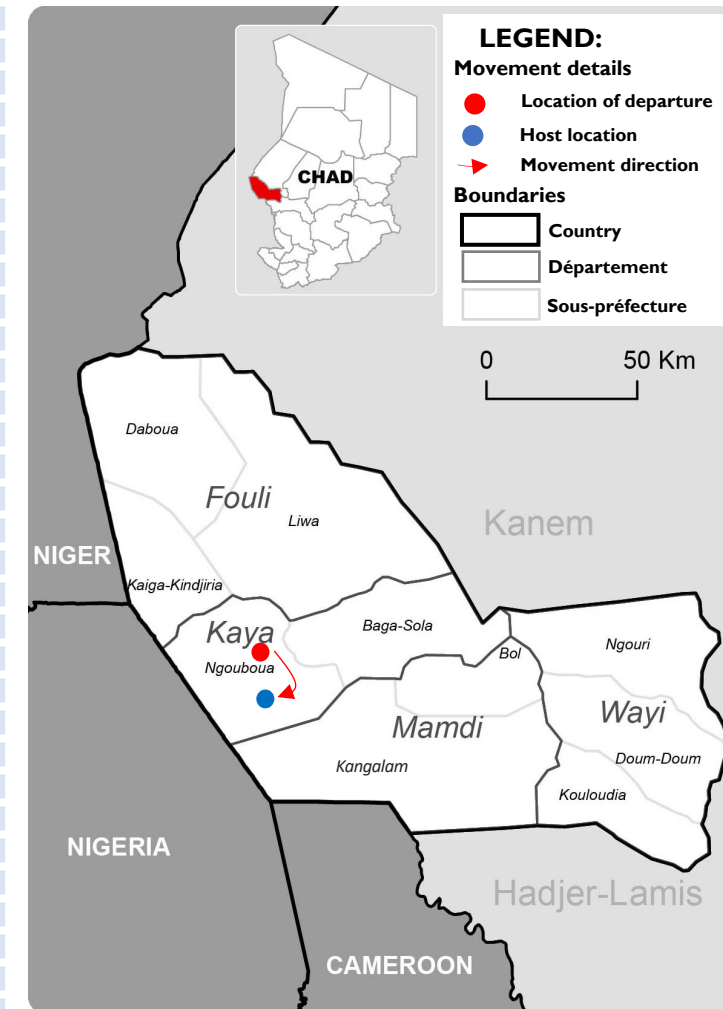 LEGEND:
Movement details
Location of departure
Host location
Movement direction
Boundaries
Country
Département
Sous-préfecture
CHAD
0 50 Km
Daboua
Fouli
Liwa
Kanem
NIGER
Kaiga-Kindjiria
Kaya
Baga-Sola
Ngouboua
Bol
Ngouri
Mamdi
Wayi
Kangalam
Doum-Doum
Kouloudia
NIGERIA
Hadjer-Lamis
CAMEROON